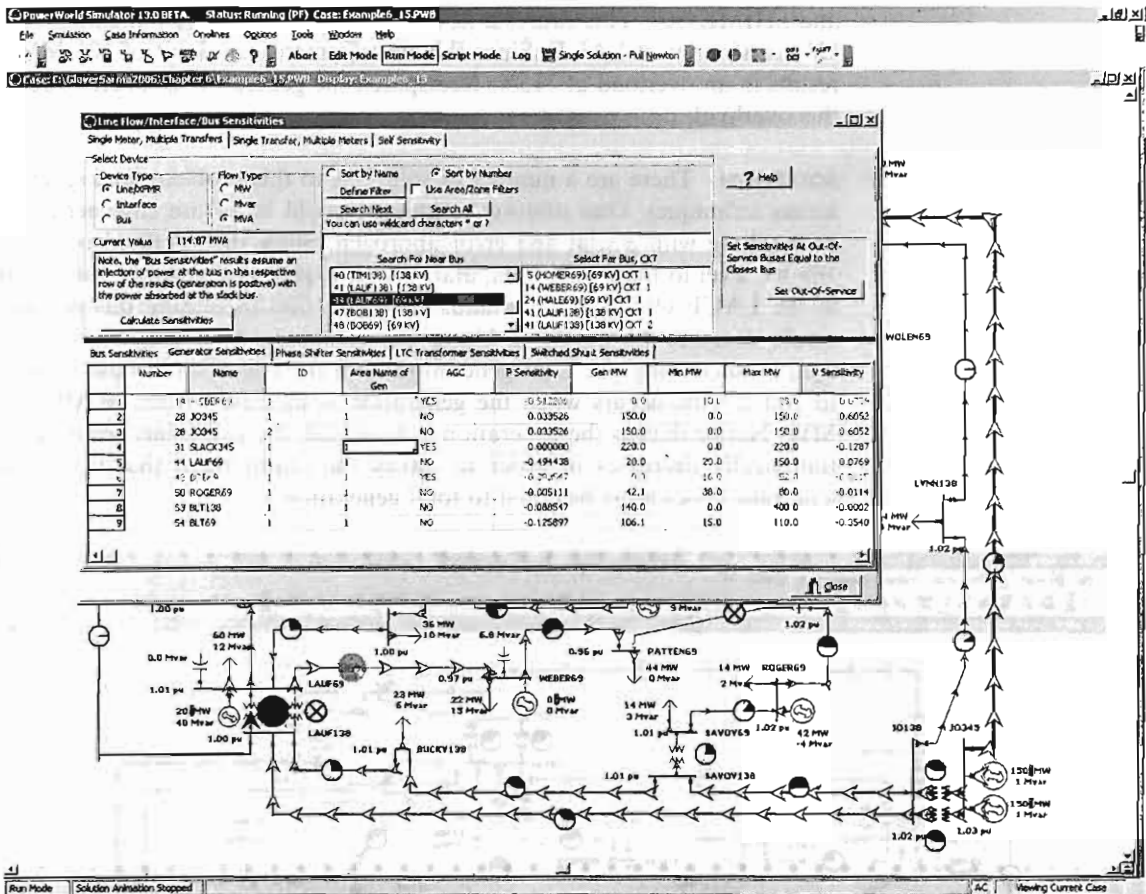 PowerWorld Simulator 13.0 BETA. Status: Running (PF) Case: Example6_15.PWB
File Simulation Case Information Onelines Options Tools Window Help
Abort Edit Mode Run Mode Script Mode Log Single Solution - Full Newton
Case: E:\GloverSarma2006\Chapter 6\Example6_15.PWB Display: Example6_15
Line Flow/Interface/Bus Sensitivities
Single Meter, Multiple Transfers Single Transfer, Multiple Meters Self Sensitivity
Select Device
Device Type
Line/XFMR
Interface
Bus
Flow Type
MW
Mvar
MVA
Sort by Name Sort by Number
Define Filter Use Area/Zone Filters
Search Next Search All
You can use wildcard characters * or ?
? Help
Current Value 114.87 MVA
Note, the "Bus Sensitivities" results assume an
injection of power at the bus in the respective
row of the results (generation is positive) with
the power absorbed at the slack bus.
Calculate Sensitivities
Search For Near Bus
40 (TIM138) [138 KV]
41 (LAUF138) [138 KV]
44 (LAUF69) [69 KV]
47 (BOB138) [138 KV]
48 (BOB69) [69 KV]
Select Far Bus, CKT
5 (HOMER69) [69 KV] CKT 1
14 (WEBER69) [69 KV] CKT 1
24 (HALE69) [69 KV] CKT 1
41 (LAUF138) [138 KV] CKT 1
41 (LAUF138) [138 KV] CKT 2
Set Sensitivities At Out-Of-
Service Buses Equal to the
Closest Bus
Set Out-Of-Service
Bus Sensitivities Generator Sensitivities Phase Shifter Sensitivities LTC Transformer Sensitivities Switched Shunt Sensitivities
Number Name ID Area Name of Gen AGC P Sensitivity Gen MW Min MW Max MW V Sensitivity
1 14 1 1 YES 0.0
2 28 JO345 1 1 NO 0.033526 150.0 0.0 150.0 0.6052
3 28 JO345 2 1 NO 0.033526 150.0 0.0 150.0 0.6052
4 31 SLACK345 1 1 YES 0.000000 220.0 0.0 220.0 -0.1287
5 44 LAUF69 1 1 NO -0.494438 20.0 20.0 150.0 0.0769
6 1 1 YES
7 50 ROGER69 1 1 NO -0.005111 42.1 38.0 80.0 -0.0114
8 53 BLT138 1 1 NO -0.088547 140.0 0.0 400.0 -0.0002
9 54 BLT69 1 1 NO -0.125897 106.1 15.0 110.0 -0.3540
Close
MW
Mvar
WOLEN69
LYNN138
MW
Mvar
1.02 pu
1.00 pu
36 MW
10 Mvar
1.00 pu
60 MW
12 Mvar
0.0 Mvar
1.01 pu
LAUF69
20 MW
40 Mvar
1.00 pu
LAUF138
6.8 Mvar
0.97 pu
WEBER69
22 MW
15 Mvar
0 MW
0 Mvar
23 MW
6 Mvar
1.01 pu
BUCKY138
9 Mvar
0.96 pu
PATTEN69
44 MW
0 Mvar
1.02 pu
14 MW
2 Mvar
ROGER69
14 MW
3 Mvar
1.02 pu
42 MW
-4 Mvar
1.01 pu
SAVOY69
1.01 pu
SAVOY138
JO138 JO345
150 MW
1 Mvar
150 MW
1 Mvar
1.02 pu 1.03 pu
Run Mode Solution Animation Stopped AC Viewing Current Case